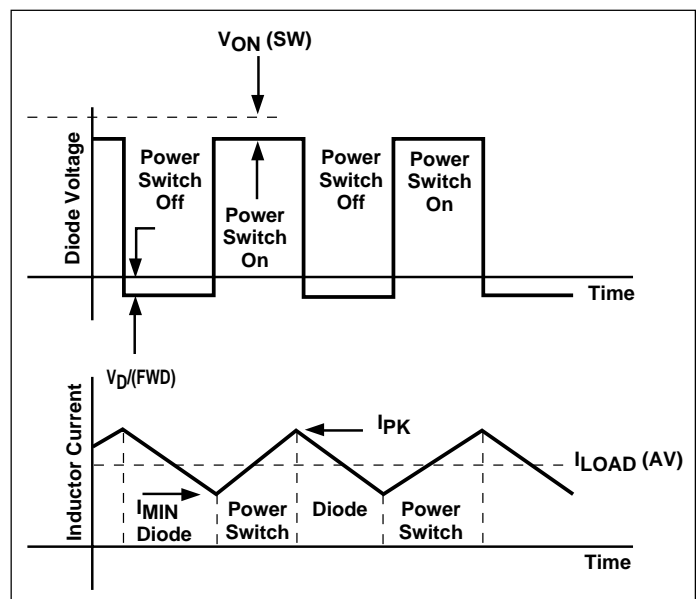 VON (SW)
Diode Voltage
Power
Switch
Off
Power
Switch
On
Power
Switch
Off
Power
Switch
On
Time
VD/(FWD)
Inductor Current
IPK
ILOAD (AV)
IMIN
Diode
Power
Switch
Diode
Power
Switch
Time